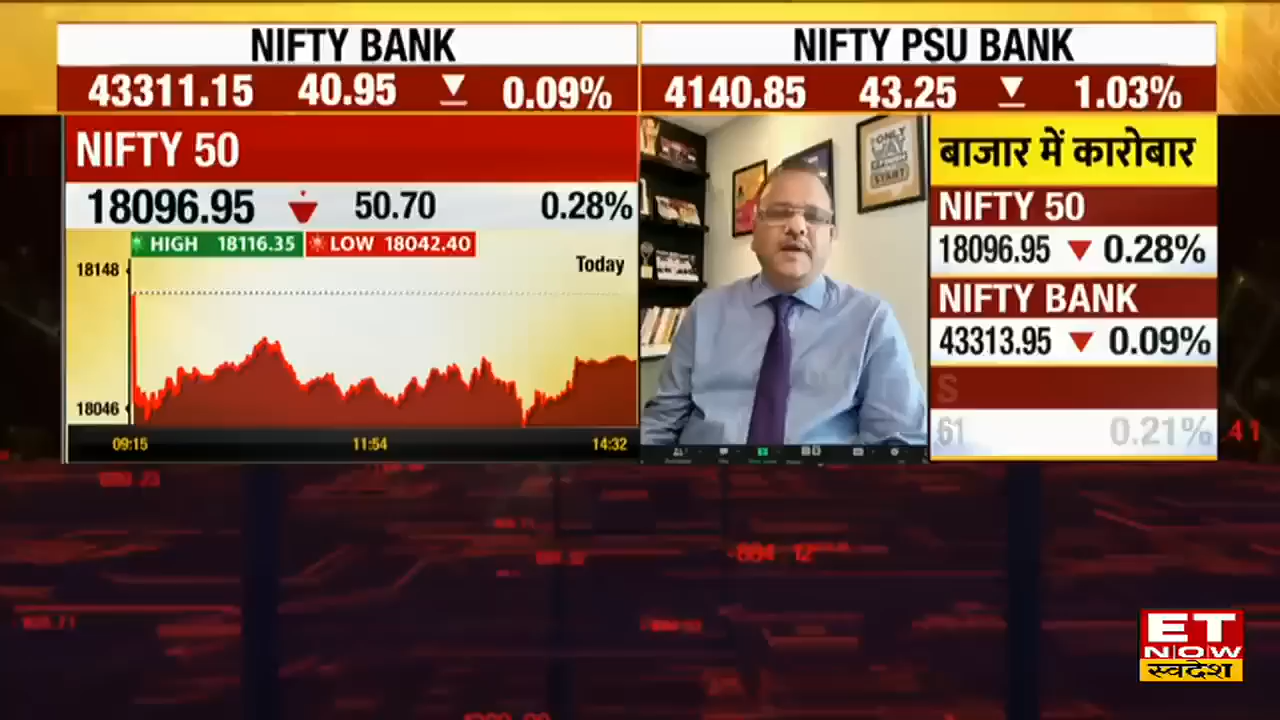 NIFTY BANK
43311.15 40.95 ▼ 0.09%
NIFTY PSU BANK
4140.85 43.25 ▼ 1.03%
NIFTY 50
18096.95 ▼ 50.70 0.28%
HIGH 18116.35 LOW 18042.40
Today
18148
18046
09:15 11:54 14:32
ONLY
START
बाजार में कारोबार
NIFTY 50
18096.95 ▼ 0.28%
NIFTY BANK
43313.95 ▼ 0.09%
S
61 0.21%
ET
NOW
स्वदेश